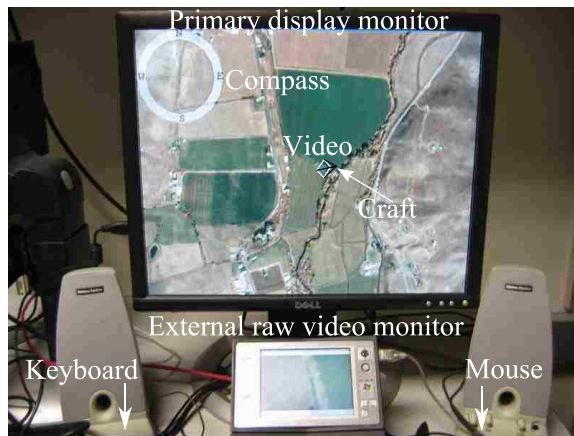 Primary display monitor
N
W
E
Compass
S
Video
Craft
DELL
External raw video monitor
Keyboard
Mouse